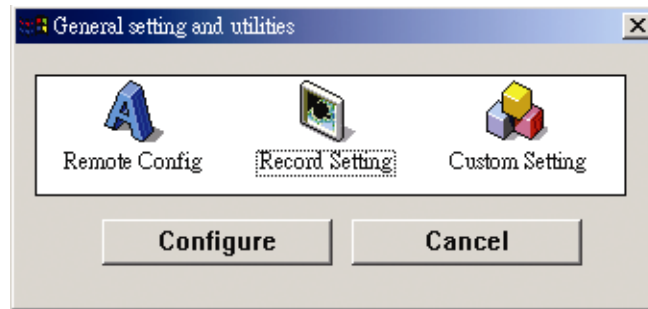 General setting and utilities
Remote Config Record Setting Custom Setting
Configure Cancel